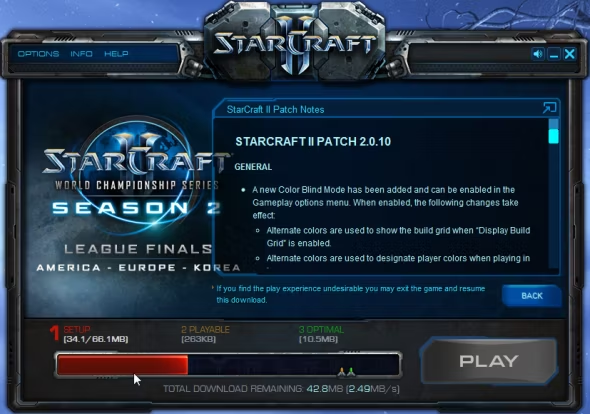 STARCRAFT
II
OPTIONS INFO HELP
STARCRAFT
II
WORLD CHAMPIONSHIP SERIES
SEASON 2
LEAGUE FINALS
AMERICA - EUROPE - KOREA
StarCraft II Patch Notes
STARCRAFT II PATCH 2.0.10
GENERAL
• A new Color Blind Mode has been added and can be enabled in the
Gameplay options menu. When enabled, the following changes take
effect:
○ Alternate colors are used to show the build grid when "Display Build
Grid" is enabled.
○ Alternate colors are used to designate player colors when playing in
* If you find the play experience undesirable you may exit the game and resume
this download.
BACK
1 SETUP
(34.1/66.1MB)
2 PLAYABLE
(263KB)
3 OPTIMAL
(10.5MB)
PLAY
TOTAL DOWNLOAD REMAINING: 42.8MB (2.49MB/s)